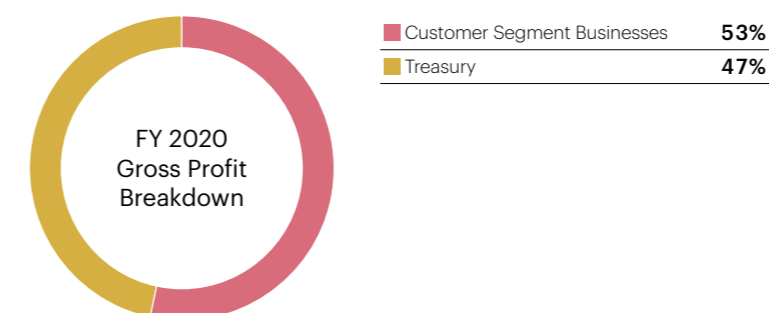 FY 2020
Gross Profit
Breakdown
Customer Segment Businesses 53%
Treasury 47%